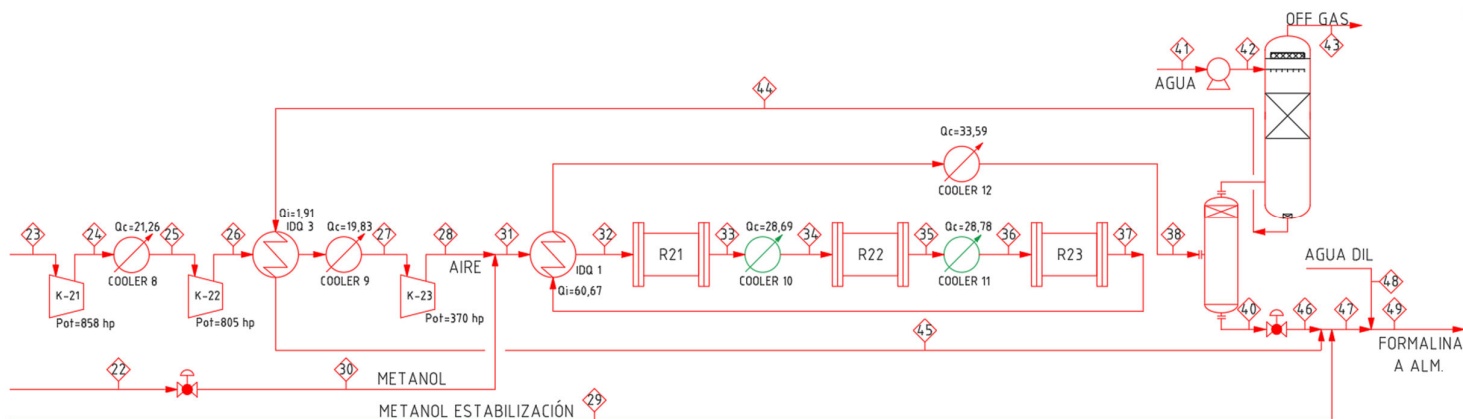 OFF GAS
43
41
42
AGUA
44
Qc=33,59
COOLER 12
Qi=1,91
IDQ 3
23
24
Qc=21,26
25
26
Qc=19,83
27
28
31
32
33
Qc=28,69
34
35
Qc=28,78
36
37
38
K-21
COOLER 8
K-22
COOLER 9
K-23
AIRE
IDQ 1
R21
COOLER 10
R22
COOLER 11
R23
Pot=858 hp
Pot=805 hp
Pot=370 hp
Qi=60,67
AGUA DIL
48
40
46
47
49
45
FORMALINA
A ALM.
22
30
METANOL
METANOL ESTABILIZACIÓN
29